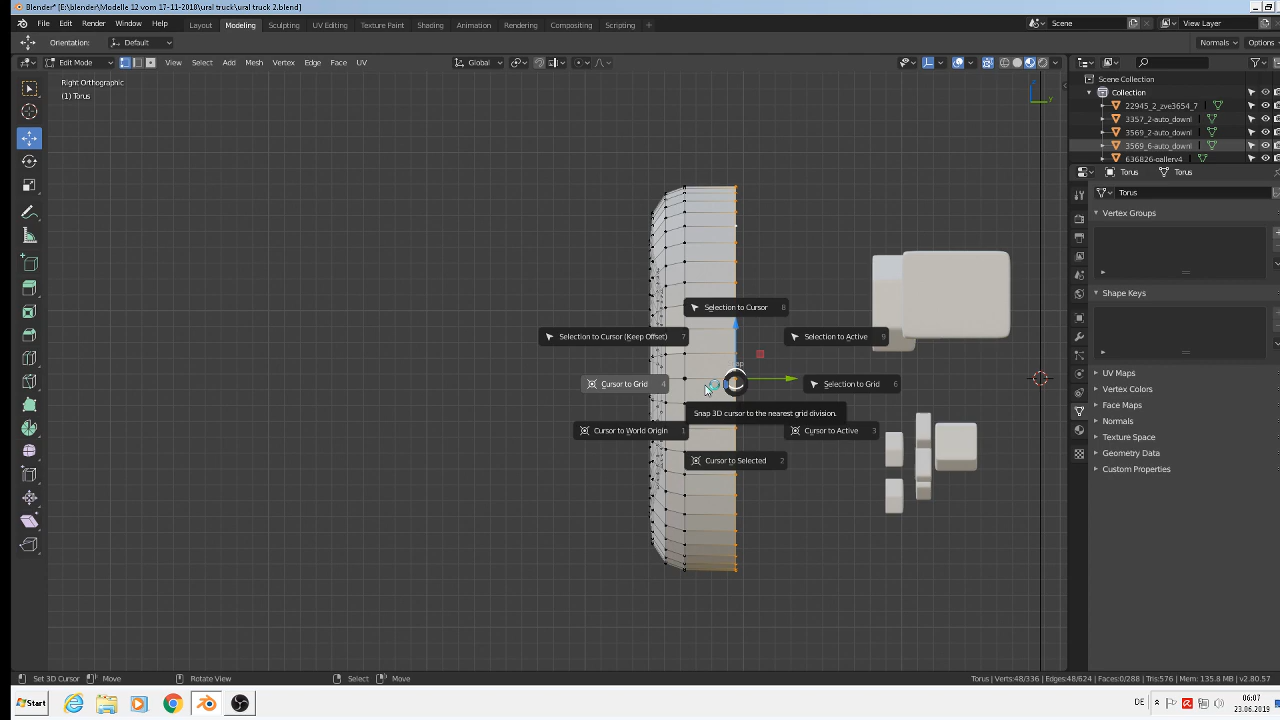 Blender* [E:\blender\Modelle 12 vom 17-11-2018\ural truck\ural truck 2.blend]
File Edit Render Window Help Layout Modeling Sculpting UV Editing Texture Paint Shading Animation Rendering Compositing Scripting Scene View Layer
Orientation: Default Normals Options
Edit Mode View Select Add Mesh Vertex Edge Face UV Global
Right Orthographic
(1) Torus
Scene Collection
Collection
22945_2_zve3654_7
3357_2-auto_downl
3569_2-auto_downl
3569_6-auto_downl
636826-gallery4
Torus Torus
Torus
Vertex Groups
Shape Keys
UV Maps
Vertex Colors
Face Maps
Normals
Texture Space
Geometry Data
Custom Properties
z
y
Selection to Cursor 8
Selection to Cursor (Keep Offset) 7
Selection to Active 9
Cursor to Grid 4
Selection to Grid 6
Snap 3D cursor to the nearest grid division.
Cursor to World Origin 1
Cursor to Active 3
Cursor to Selected 2
Set 3D Cursor Move Rotate View Select Move Torus | Verts:48/336 | Edges:48/624 | Faces:0/288 | Tris:576 | Mem: 135.8 MB | v2.80.57
Start DE 06:07
23.06.2019